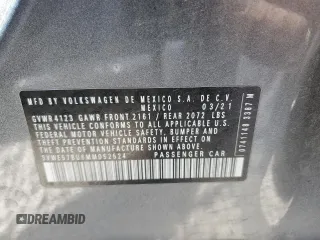 MFD BY VOLKSWAGEN DE MEXICO S.A. DE C.V.
MEXICO 03/21
GVWR 4123 GAWR FRONT 2161 / REAR 2072 LBS
THIS VEHICLE CONFORMS TO ALL APPLICABLE U.S.
FEDERAL MOTOR VEHICLE SAFETY, BUMPER AND
THEFT PREVENTION STANDARDS IN EFFECT ON THE
DATE OF MANUFACTURE SHOWN ABOVE.
PASSENGER CAR
DREAMBID